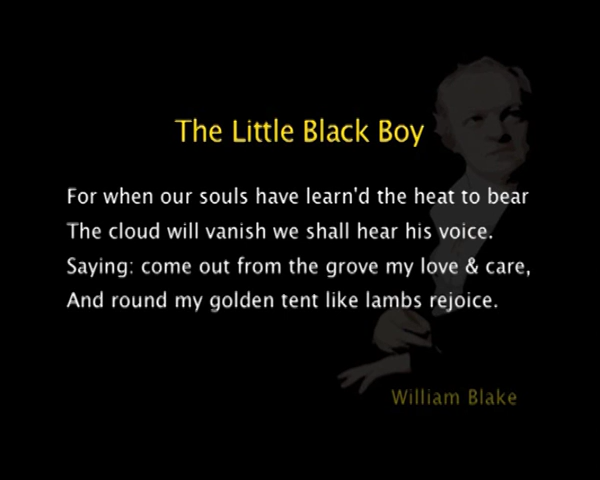 The Little Black Boy
For when our souls have learn'd the heat to bear
The cloud will vanish we shall hear his voice.
Saying: come out from the grove my love & care,
And round my golden tent like lambs rejoice.
William Blake